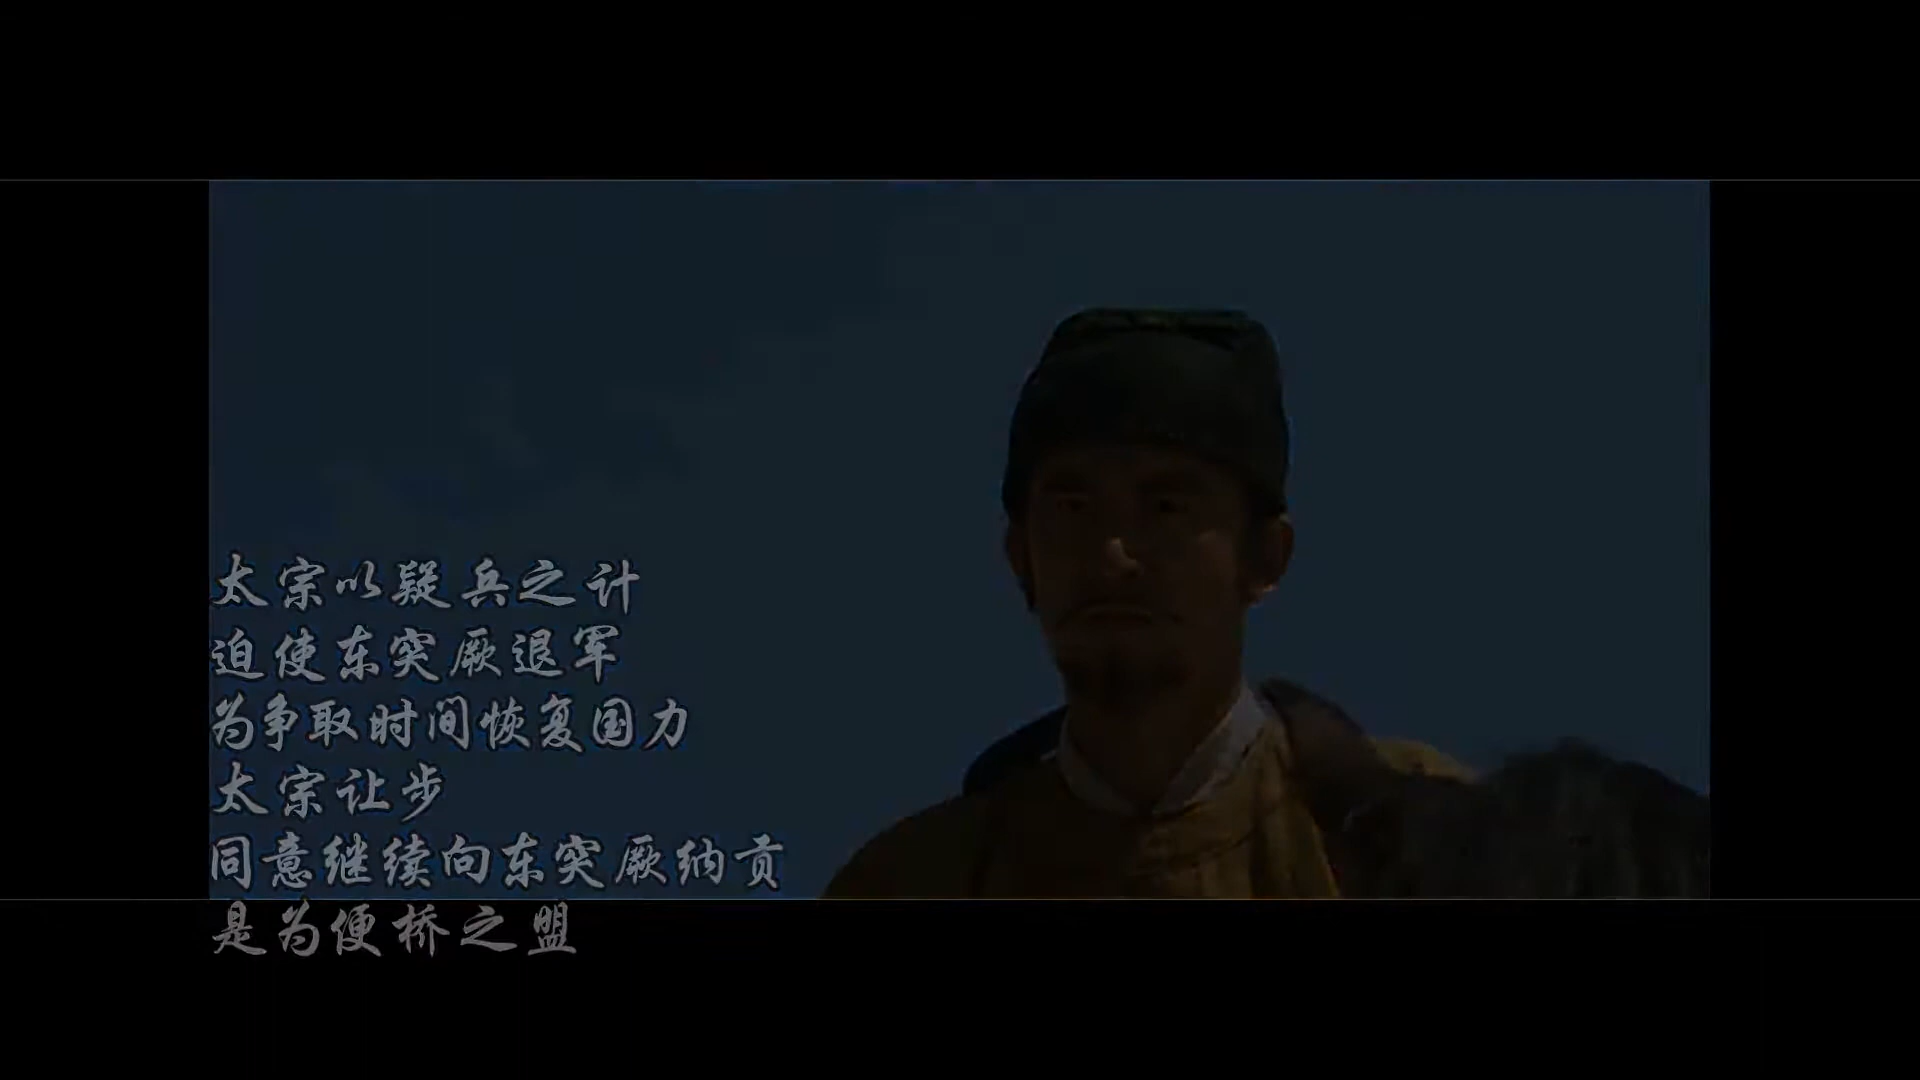 太宗以疑兵之计
迫使东突厥退军
为争取时间恢复国力
太宗让步
同意继续向东突厥纳贡
是为便桥之盟